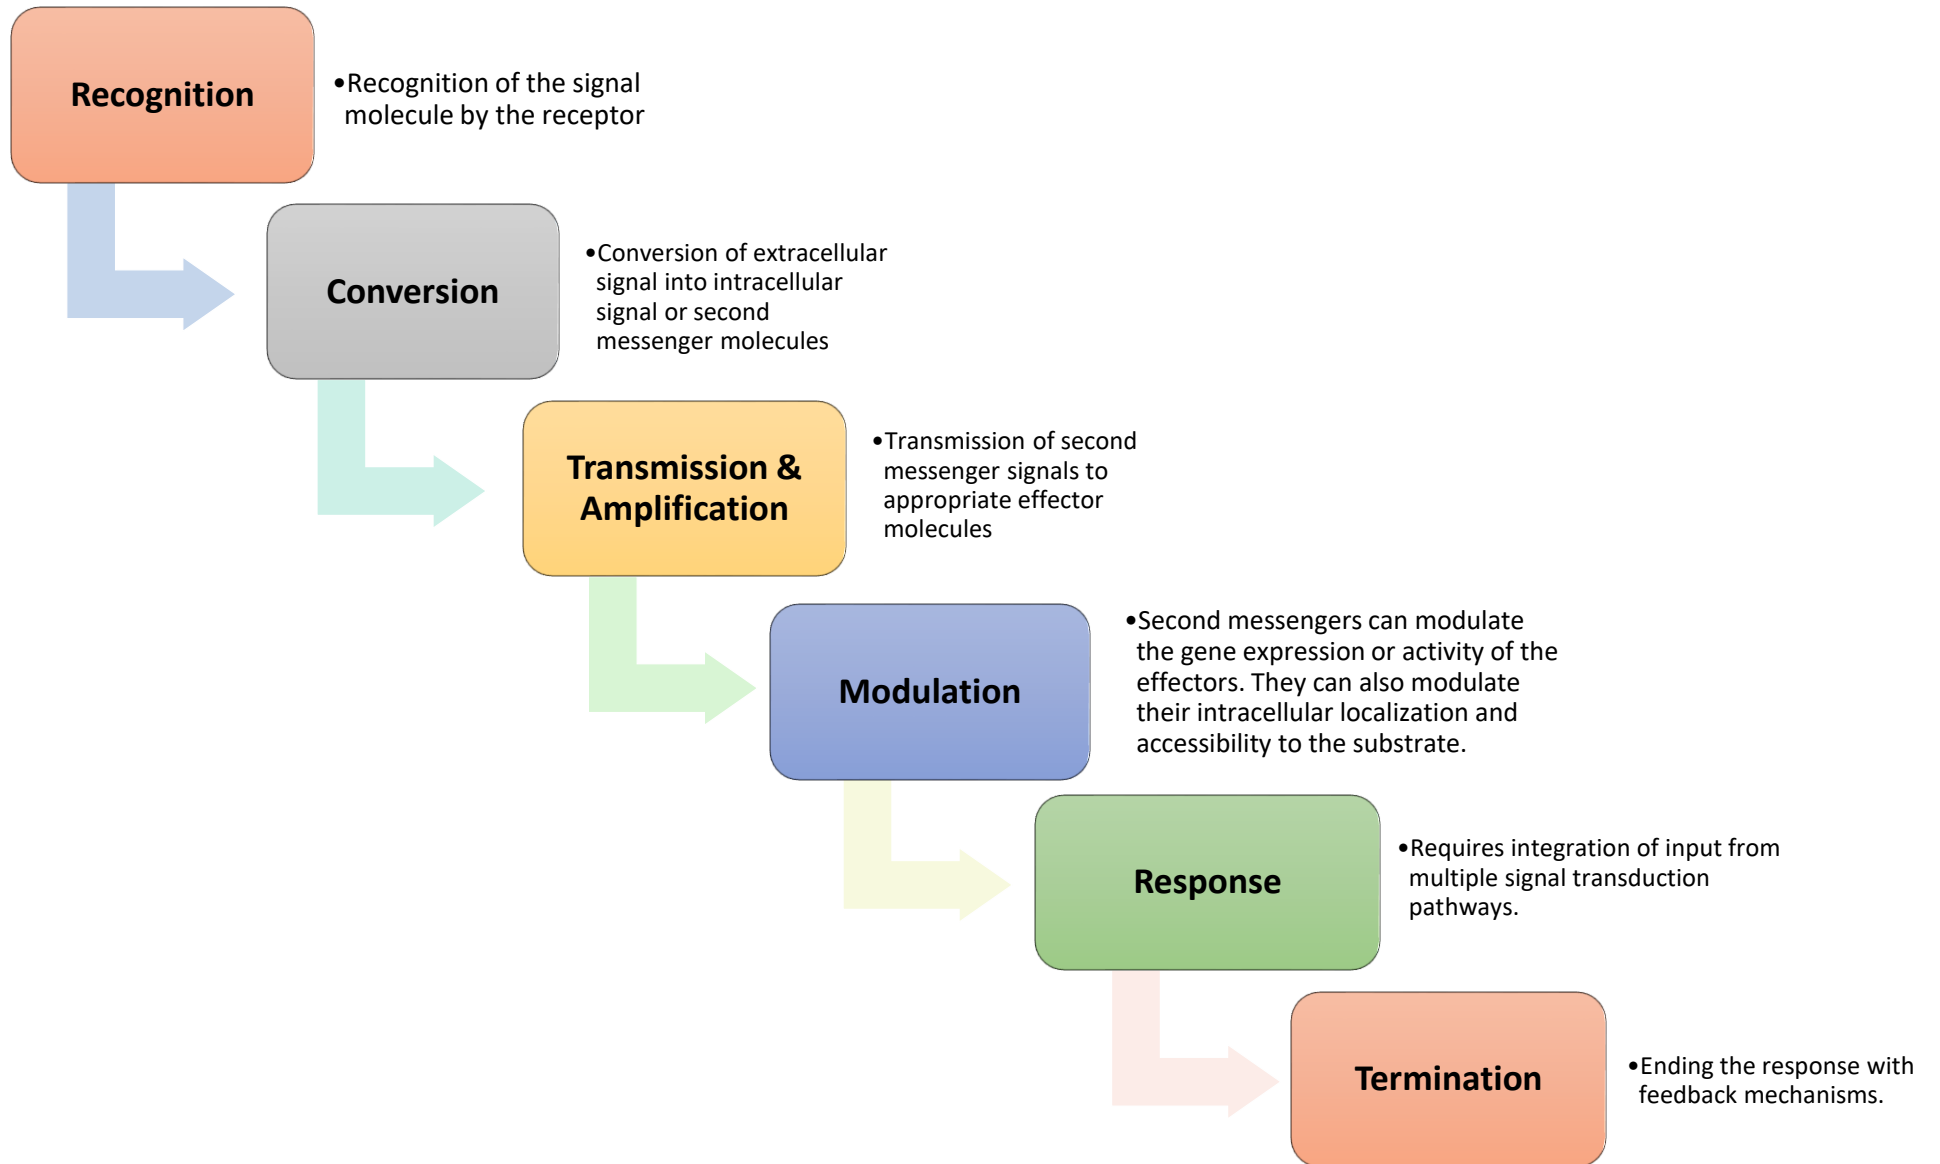 Recognition
•Recognition of the signal
molecule by the receptor
Conversion
•Conversion of extracellular
signal into intracellular
signal or second
messenger molecules
Transmission &
Amplification
•Transmission of second
messenger signals to
appropriate effector
molecules
Modulation
•Second messengers can modulate
the gene expression or activity of the
effectors. They can also modulate
their intracellular localization and
accessibility to the substrate.
Response
•Requires integration of input from
multiple signal transduction
pathways.
Termination
•Ending the response with
feedback mechanisms.